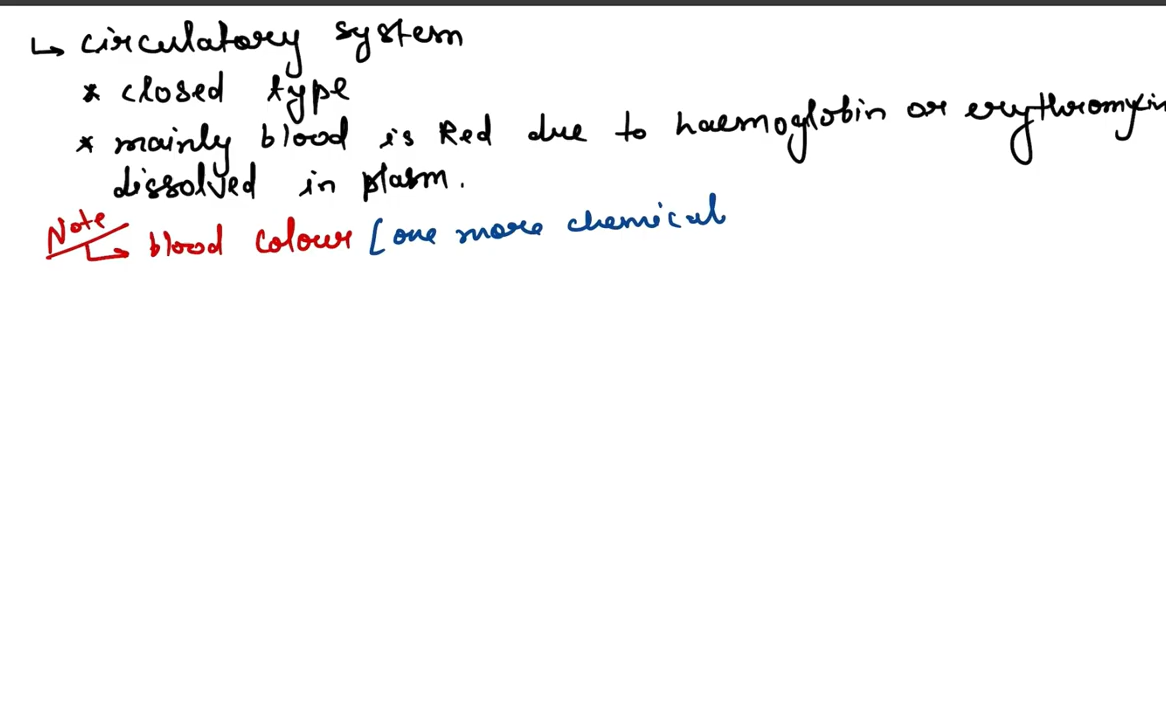 ↳ circulatory system
* closed type
* mainly blood is Red due to haemoglobin or erythromyxin
dissolved in plasm.
Note
↳ blood colour [one more chemical